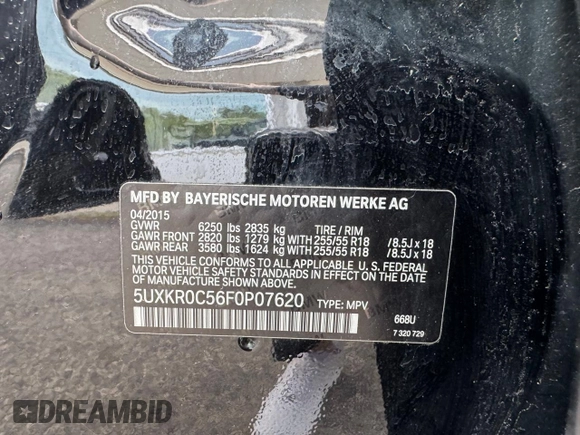 MFD BY BAYERISCHE MOTOREN WERKE AG
04/2015
GVWR 6250 lbs 2835 kg TIRE / RIM
GAWR FRONT 2820 lbs 1279 kg WITH 255/55 R18 /8.5J x 18
GAWR REAR 3580 lbs 1624 kg WITH 255/55 R18 /8.5J x 18
THIS VEHICLE CONFORMS TO ALL APPLICABLE U. S. FEDERAL
MOTOR VEHICLE SAFETY STANDARDS IN EFFECT ON THE DATE
OF MANUFACTURE SHOWN ABOVE.
5UXKR0C56F0P07620 TYPE: MPV
668U
7 320 729
DREAMBID